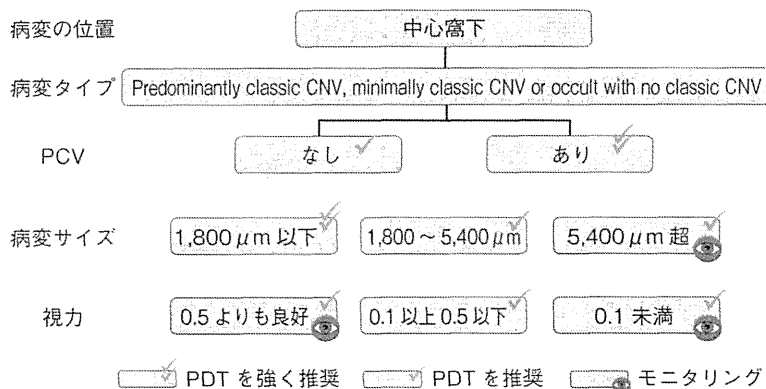 病変の位置 中心窩下
病変タイプ Predominantly classic CNV, minimally classic CNV or occult with no classic CNV
PCV なし あり
病変サイズ 1,800 μm 以下 1,800 ～ 5,400 μm 5,400 μm 超
視力 0.5 よりも良好 0.1 以上 0.5 以下 0.1 未満
PDT を強く推奨 PDT を推奨 モニタリング